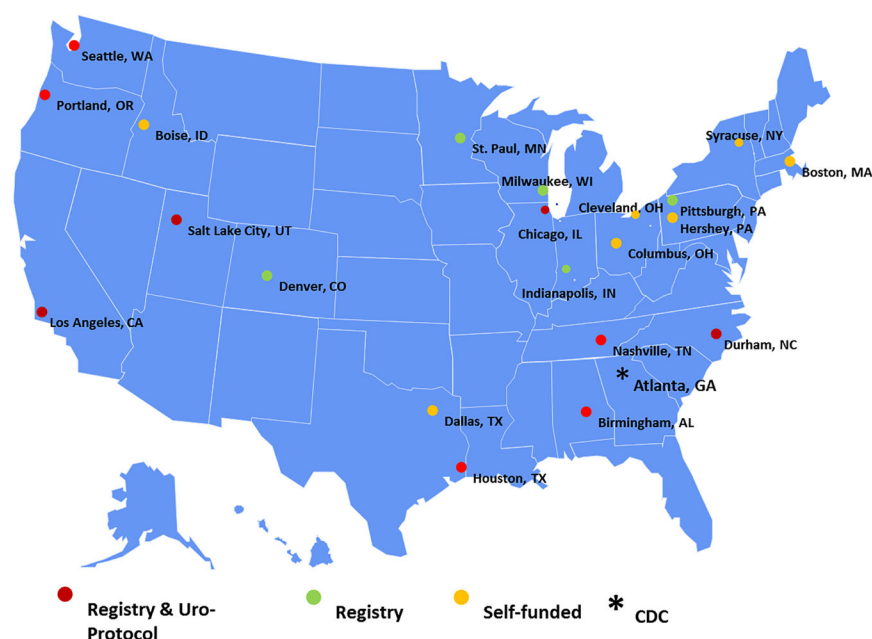 Seattle, WA
Portland, OR
Boise, ID
St. Paul, MN
Syracuse, NY
Boston, MA
Milwaukee, WI
Cleveland, OH
Pittsburgh, PA
Hershey, PA
Chicago, IL
Salt Lake City, UT
Columbus, OH
Denver, CO
Indianapolis, IN
Los Angeles, CA
Nashville, TN
Durham, NC
* Atlanta, GA
Dallas, TX
Birmingham, AL
Houston, TX
Registry & Uro-
Protocol
Registry
Self-funded
* CDC